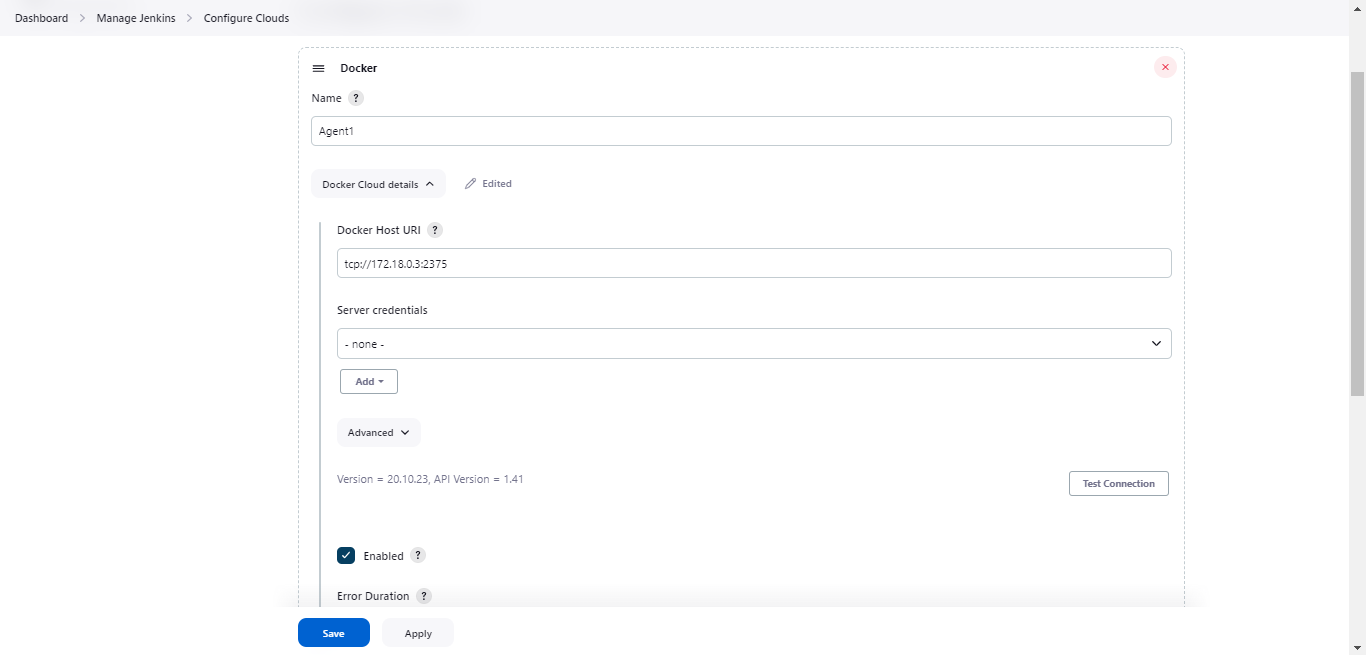 Dashboard > Manage Jenkins > Configure Clouds
Docker
Name ?
Agent1
Docker Cloud details Edited
Docker Host URI ?
tcp://172.18.0.3:2375
Server credentials
- none -
Add
Advanced
Version = 20.10.23, API Version = 1.41 Test Connection
Enabled ?
Error Duration ?
Save Apply